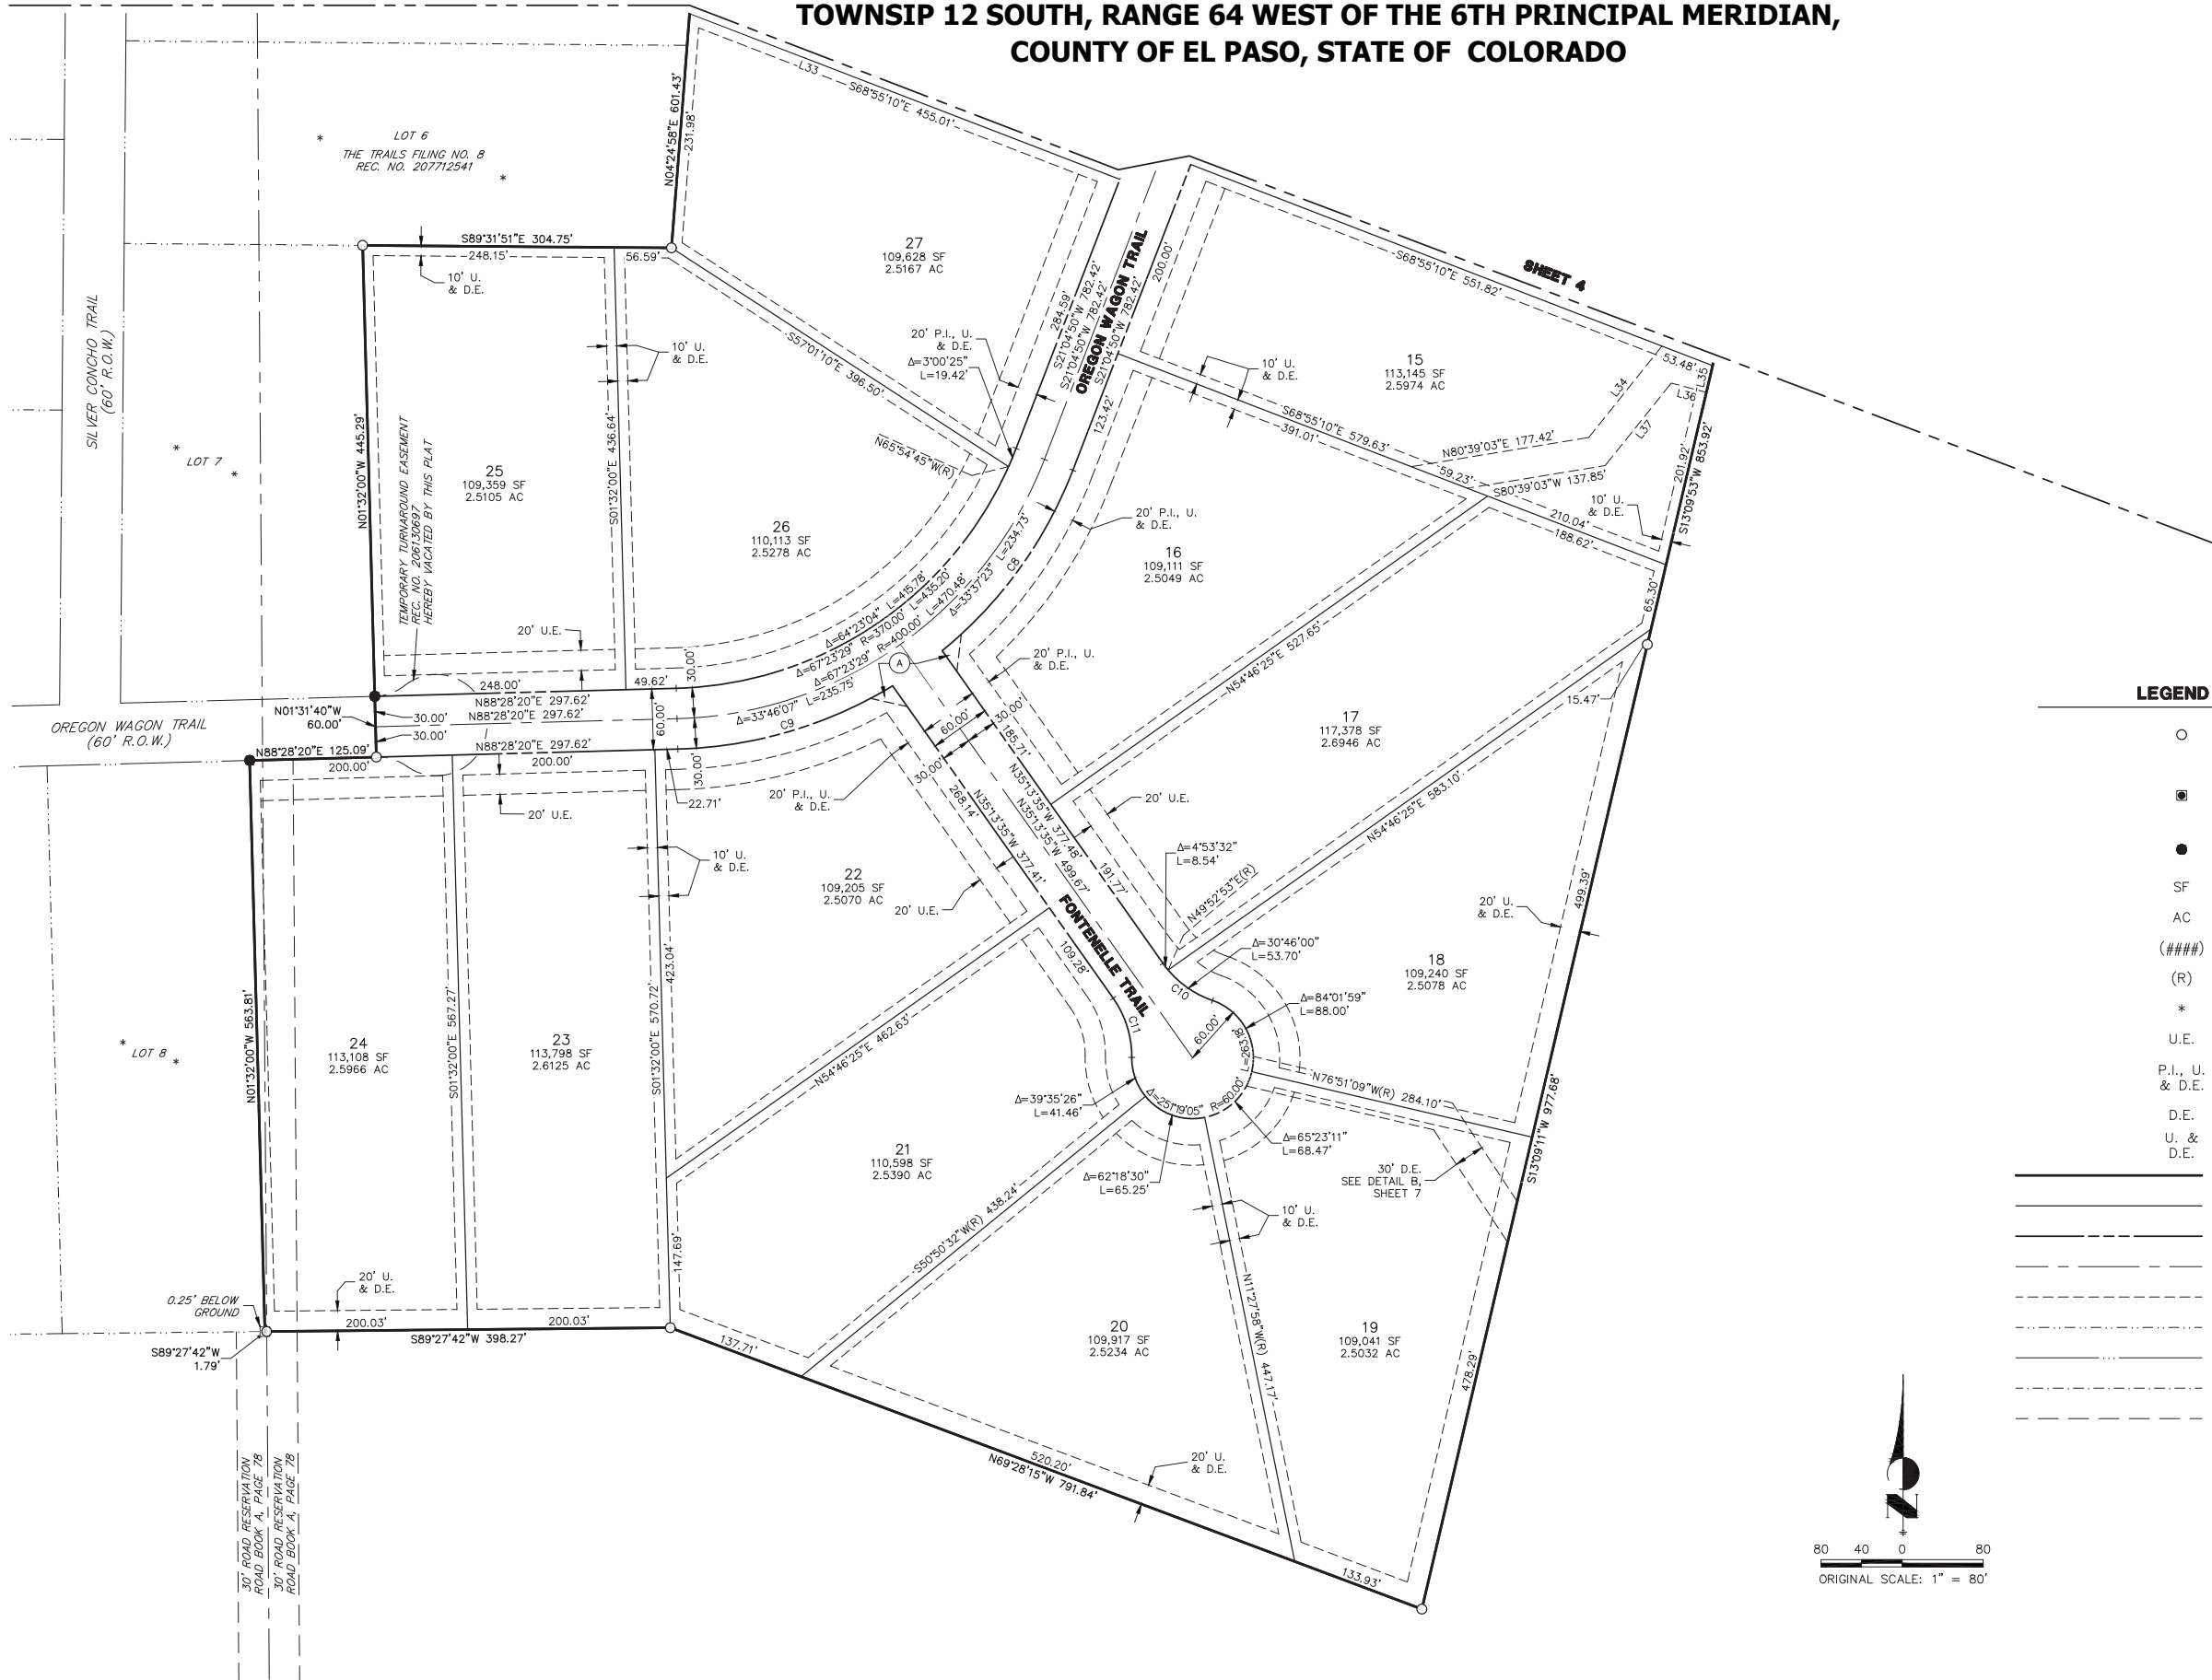 TOWNSIP 12 SOUTH, RANGE 64 WEST OF THE 6TH PRINCIPAL MERIDIAN,
COUNTY OF EL PASO, STATE OF COLORADO
L33
S68°55'10"E 455.01'
N04°24'58"E 601.43'
231.98'
*
LOT 6
THE TRAILS FILING NO. 8
REC. NO. 207712541
*
S89°31'51"E 304.75'
248.15'
56.59'
10' U.
& D.E.
27
109,628 SF
2.5167 AC
SHEET 4
S68°55'10"E 551.82'
OREGON WAGON TRAIL
S21°04'50"W 782.42'
S21°04'50"W 782.42'
S21°04'50"W 782.42'
284.59'
200.00'
123.42'
SILVER CONCHO TRAIL
(60' R.O.W.)
10' U.
& D.E.
20' P.I., U.
& D.E.
Δ=3°00'25"
L=19.42'
S57°01'10"E 396.50'
10' U.
& D.E.
15
113,145 SF
2.5974 AC
53.48'
L34
L35
L36
L37
N01°32'00"W 445.29'
*
LOT 7
*
TEMPORARY TURNAROUND EASEMENT
REC. NO. 206130697
HEREBY VACATED BY THIS PLAT
25
109,359 SF
2.5105 AC
S01°32'00"E 436.64'
N65°54'45"W(R)
S68°55'10"E 579.63'
391.01'
N80°39'03"E 177.42'
59.23'
S80°39'03"W 137.85'
201.92'
S13°09'53"W 853.92'
10' U.
& D.E.
210.04'
188.62'
26
110,113 SF
2.5278 AC
20' P.I., U.
& D.E.
16
109,111 SF
2.5049 AC
65.30'
Δ=64°23'04" L=415.78'
Δ=67°23'29" R=370.00' L=435.20'
Δ=67°23'29" R=400.00' L=470.48'
Δ=33°37'23" L=234.73'
C8
20' U.E.
A
20' P.I., U.
& D.E.
N54°46'25"E 527.65'
15.47'
248.00'
49.62'
30.00'
N88°28'20"E 297.62'
N88°28'20"E 297.62'
N01°31'40"W
60.00'
30.00'
30.00'
60.00'
Δ=33°46'07" L=235.75'
C9
OREGON WAGON TRAIL
(60' R.O.W.)
N88°28'20"E 125.09'
N88°28'20"E 297.62'
200.00'
200.00'
30.00'
20' U.E.
22.71'
60.00'
30.00'
30.00'
185.71'
17
117,378 SF
2.6946 AC
LEGEND
20' P.I., U.
& D.E.
268.14'
N35°13'35"W 377.48'
N35°13'35"W 499.67'
N35°13'35"W 377.41'
20' U.E.
N54°46'25"E 583.10'
10' U.
& D.E.
Δ=4°53'32"
L=8.54'
191.77'
22
109,205 SF
2.5070 AC
20' U.E.
FONTENELLE TRAIL
N49°52'53"E(R)
20' U.
& D.E.
499.39'
SF
AC
(####)
(R)
*
U.E.
P.I., U.
& D.E.
D.E.
U. &
D.E.
109.28'
Δ=30°46'00"
L=53.70'
18
109,240 SF
2.5078 AC
C10
C11
Δ=84°01'59"
L=88.00'
60.00'
L=263.18'
N01°32'00"W 563.81'
*
LOT 8
*
24
113,108 SF
2.5966 AC
S01°32'00"E 567.27'
23
113,798 SF
2.6125 AC
S01°32'00"E 570.72'
423.04'
N54°46'25"E 462.63'
N76°51'09"W(R) 284.10'
Δ=39°35'26"
L=41.46'
Δ=251°19'05" R=60.00'
Δ=65°23'11"
L=68.47'
S13°09'11"W 977.68'
21
110,598 SF
2.5390 AC
Δ=62°18'30"
L=65.25'
30' D.E.
SEE DETAIL B,
SHEET 7
10' U.
& D.E.
S50°50'32"W(R) 438.24'
147.69'
N11°27'58"W(R) 447.17'
0.25' BELOW
GROUND
20' U.
& D.E.
200.03'
200.03'
S89°27'42"W 398.27'
S89°27'42"W
1.79'
137.71'
20
109,917 SF
2.5234 AC
19
109,041 SF
2.5032 AC
478.29'
520.20'
N69°28'15"W 791.84'
20' U.
& D.E.
133.93'
30' ROAD RESERVATION
ROAD BOOK A, PAGE 78
30' ROAD RESERVATION
ROAD BOOK A, PAGE 78
N
80 40 0 80
ORIGINAL SCALE: 1" = 80'